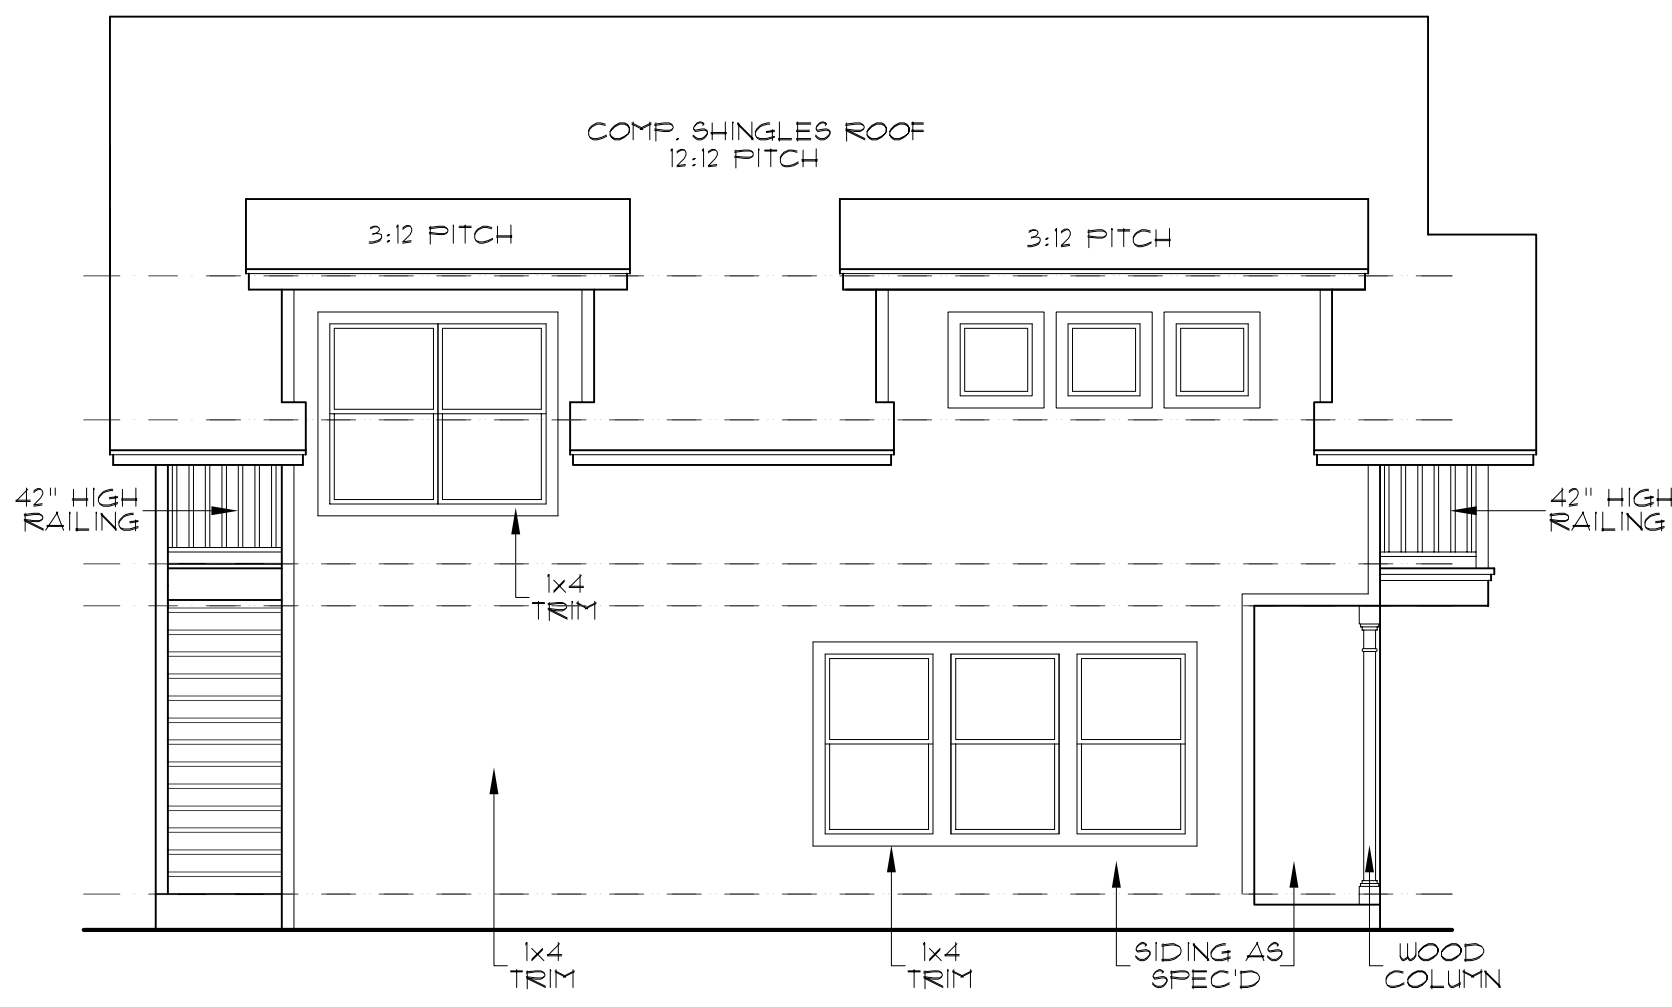 COMP. SHINGLES ROOF
12:12 PITCH
3:12 PITCH
3:12 PITCH
42" HIGH
RAILING
42" HIGH
RAILING
1x4
TRIM
1x4
TRIM
1x4
TRIM
SIDING AS
SPEC'D
WOOD
COLUMN